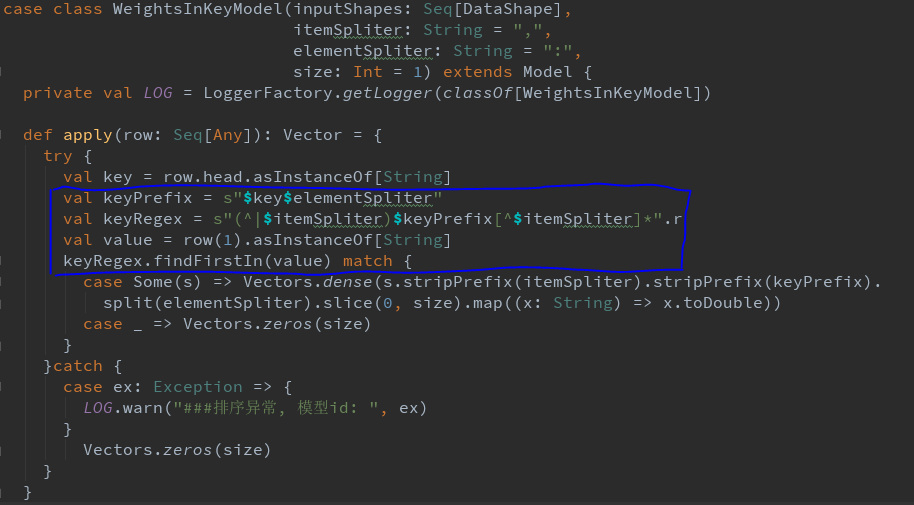 case class WeightsInKeyModel(inputShapes: Seq[DataShape],
                             itemSpliter: String = ",",
                             elementSpliter: String = ":",
                             size: Int = 1) extends Model {
  private val LOG = LoggerFactory.getLogger(classOf[WeightsInKeyModel])

  def apply(row: Seq[Any]): Vector = {
    try {
      val key = row.head.asInstanceOf[String]
      val keyPrefix = s"$key$elementSpliter"
      val keyRegex = s"(^|$itemSpliter)$keyPrefix[^$itemSpliter]*".r
      val value = row(1).asInstanceOf[String]
      keyRegex.findFirstIn(value) match {
        case Some(s) => Vectors.dense(s.stripPrefix(itemSpliter).stripPrefix(keyPrefix).
          split(elementSpliter).slice(0, size).map((x: String) => x.toDouble))
        case _ => Vectors.zeros(size)
      }
    }catch {
      case ex: Exception => {
        LOG.warn("###排序异常, 模型id: ", ex)
      }
        Vectors.zeros(size)
    }
  }